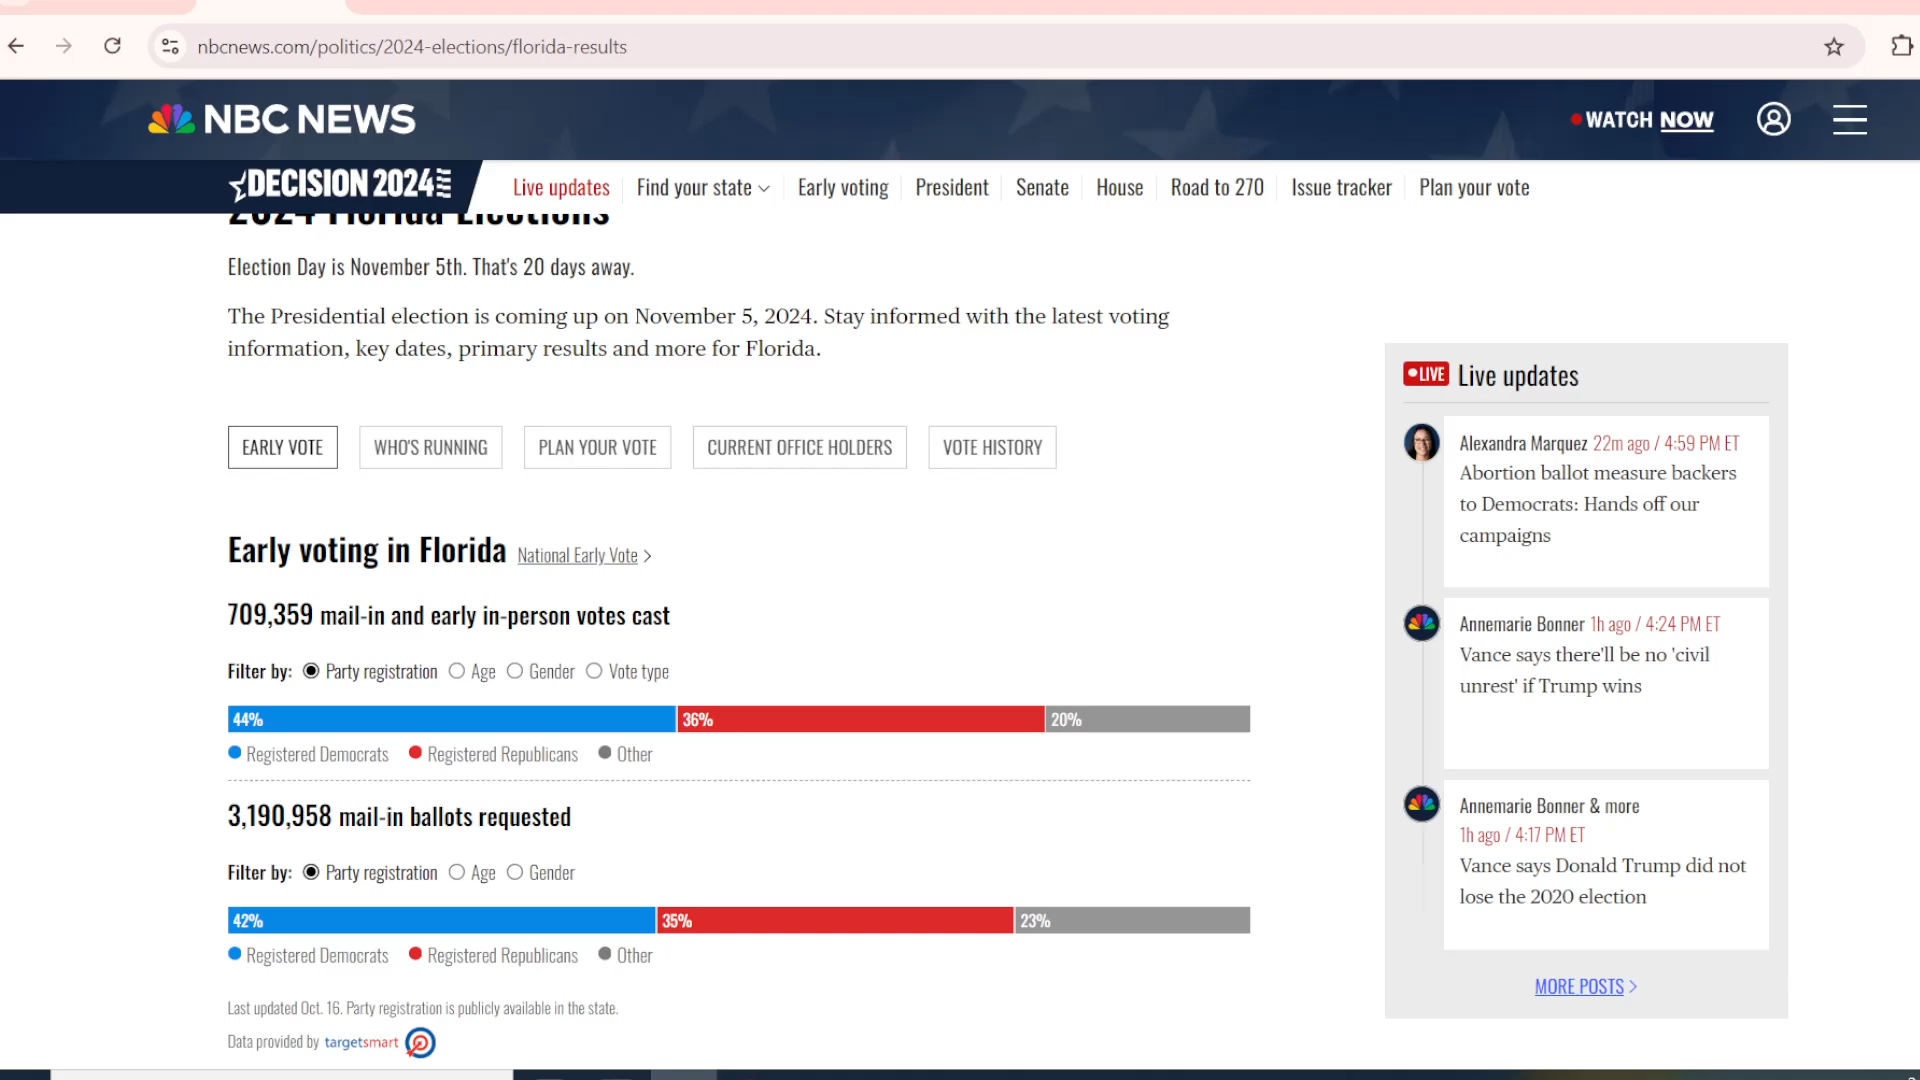 nbcnews.com/politics/2024-elections/florida-results
NBC NEWS
WATCH NOW
DECISION 2024
Live updates
Find your state
Early voting
President
Senate
House
Road to 270
Issue tracker
Plan your vote
2024 Florida Elections
Election Day is November 5th. That's 20 days away.
The Presidential election is coming up on November 5, 2024. Stay informed with the latest voting
information, key dates, primary results and more for Florida.
EARLY VOTE
WHO'S RUNNING
PLAN YOUR VOTE
CURRENT OFFICE HOLDERS
VOTE HISTORY
Early voting in Florida National Early Vote >
709,359 mail-in and early in-person votes cast
Filter by: Party registration Age Gender Vote type
44% 36% 20%
Registered Democrats Registered Republicans Other
3,190,958 mail-in ballots requested
Filter by: Party registration Age Gender
42% 35% 23%
Registered Democrats Registered Republicans Other
Last updated Oct. 16. Party registration is publicly available in the state.
Data provided by targetsmart
LIVE Live updates
Alexandra Marquez 22m ago / 4:59 PM ET
Abortion ballot measure backers
to Democrats: Hands off our
campaigns
Annemarie Bonner 1h ago / 4:24 PM ET
Vance says there'll be no 'civil
unrest' if Trump wins
Annemarie Bonner & more
1h ago / 4:17 PM ET
Vance says Donald Trump did not
lose the 2020 election
MORE POSTS >